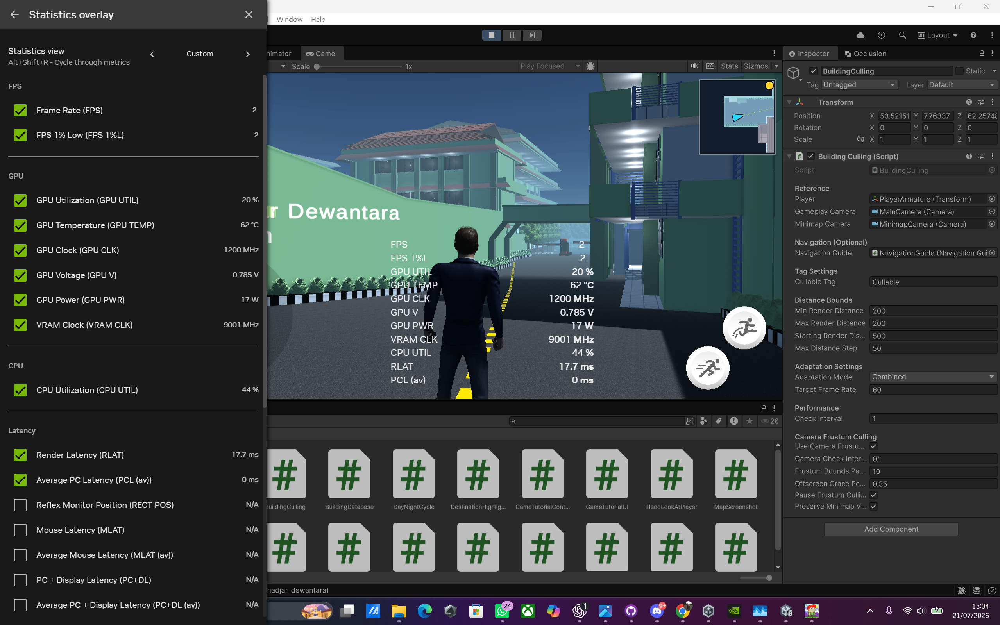 Statistics overlay
Window Help
Layout
Statistics view
Custom
Alt+Shift+R - Cycle through metrics
FPS
Frame Rate (FPS) 2
FPS 1% Low (FPS 1%L) 2
GPU
GPU Utilization (GPU UTIL) 20 %
GPU Temperature (GPU TEMP) 62 °C
GPU Clock (GPU CLK) 1200 MHz
GPU Voltage (GPU V) 0.785 V
GPU Power (GPU PWR) 17 W
VRAM Clock (VRAM CLK) 9001 MHz
CPU
CPU Utilization (CPU UTIL) 44 %
Latency
Render Latency (RLAT) 17.7 ms
Average PC Latency (PCL (av)) 0 ms
Reflex Monitor Position (RECT POS) N/A
Mouse Latency (MLAT) N/A
Average Mouse Latency (MLAT (av)) N/A
PC + Display Latency (PC+DL) N/A
Average PC + Display Latency (PC+DL (av)) N/A
nimator Game
Scale 1x Play Focused Stats Gizmos
r Dewantara
FPS 2
FPS 1%L 2
GPU UTIL 20 %
GPU TEMP 62 °C
GPU CLK 1200 MHz
GPU V 0.785 V
GPU PWR 17 W
VRAM CLK 9001 MHz
CPU UTIL 44 %
RLAT 17.7 ms
PCL (av) 0 ms
26
BuildingCulling BuildingDatabase DayNightCycle DestinationHighlig... GameTutorialCont... GameTutorialUI HeadLookAtPlayer MapScreenshot
hadjar_dewantara)
Inspector Occlusion
BuildingCulling Static
Tag Untagged Layer Default
Transform
Position X 53.52151 Y 7.76337 Z 62.25748
Rotation X 0 Y 0 Z 0
Scale X 1 Y 1 Z 1
# Building Culling (Script)
Script BuildingCulling
Reference
Player PlayerArmature (Transform)
Gameplay Camera MainCamera (Camera)
Minimap Camera MinimapCamera (Camera)
Navigation (Optional)
Navigation Guide NavigationGuide (Navigation Gui
Tag Settings
Cullable Tag Cullable
Distance Bounds
Min Render Distance 200
Max Render Distance 200
Starting Render Dis... 500
Max Distance Step 50
Adaptation Settings
Adaptation Mode Combined
Target Frame Rate 60
Performance
Check Interval 1
Camera Frustum Culling
Use Camera Frustu...
Camera Check Inter... 0.1
Frustum Bounds Pa... 10
Offscreen Grace Pe... 0.35
Pause Frustum Culli...
Preserve Minimap V...
Add Component
24
1
9+
13:04
21/07/2026